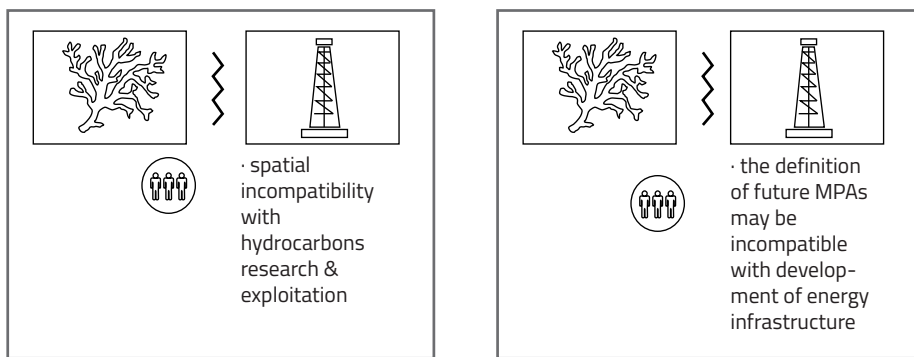 · spatial
incompatibility
with
hydrocarbons
research &
exploitation
· the definition
of future MPAs
may be
incompatible
with develop-
ment of energy
infrastructure